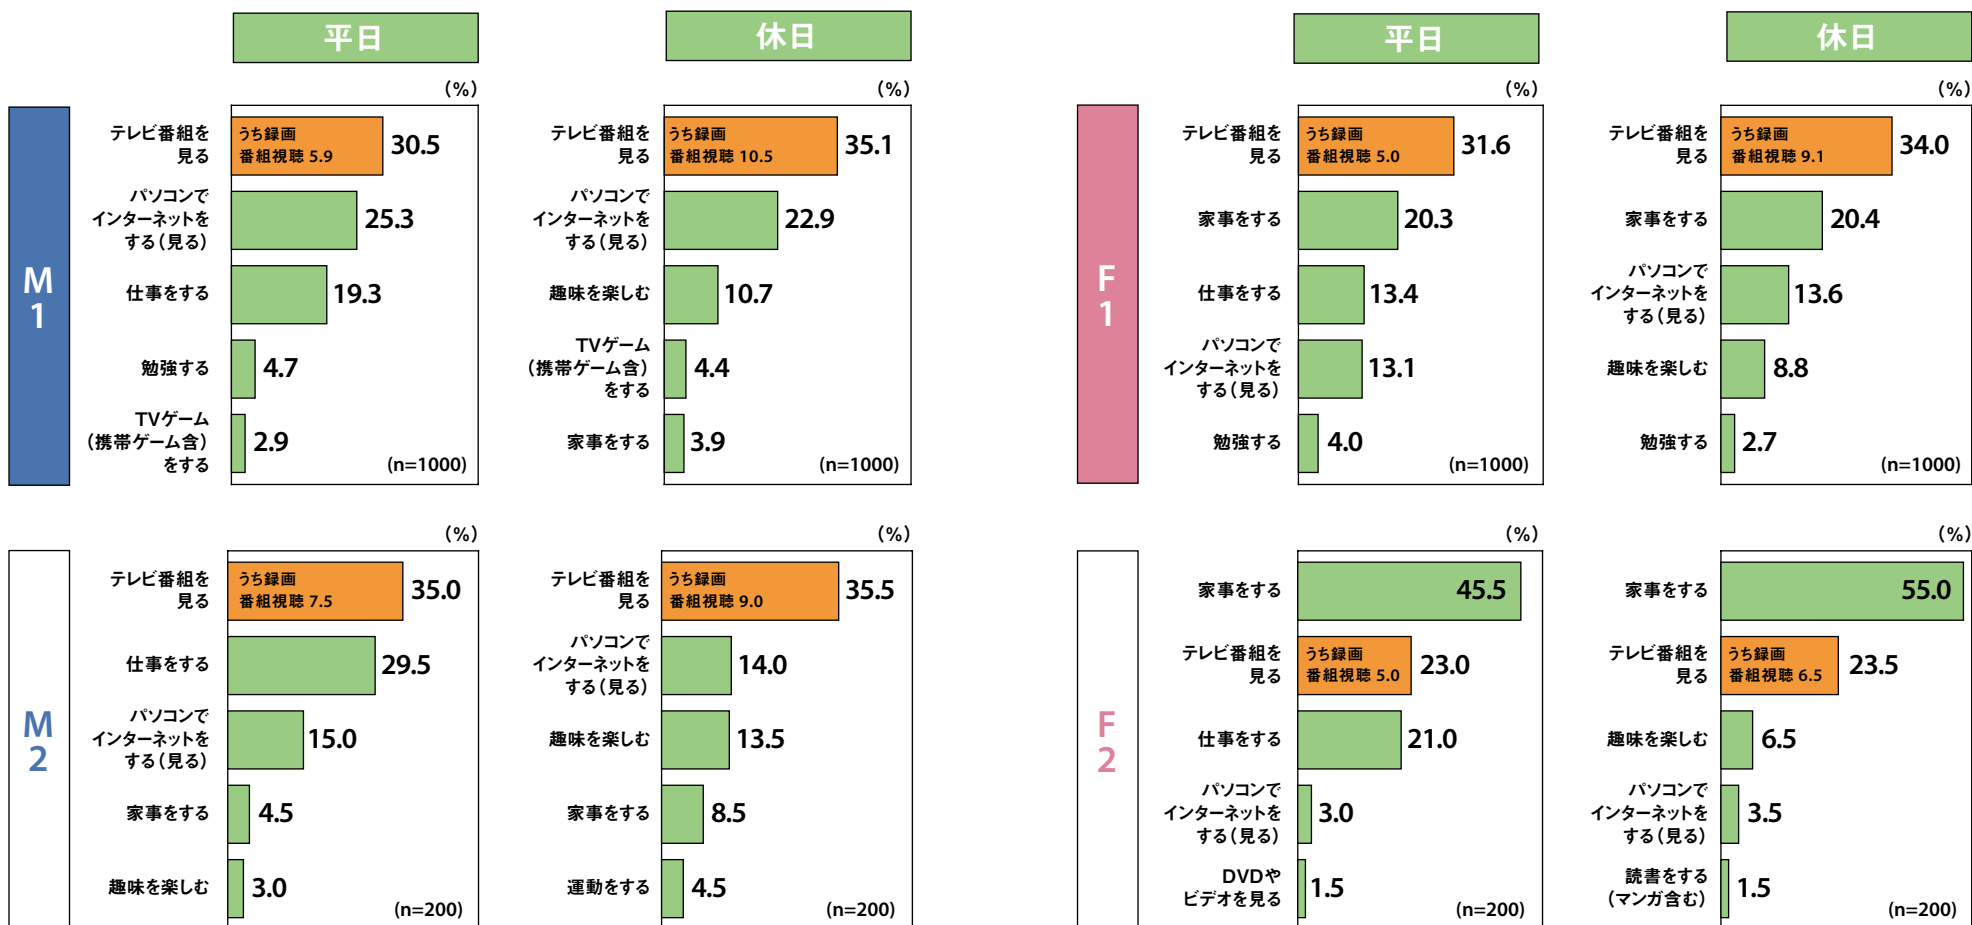 平日
休日
平日
休日
M
1
(%)
テレビ番組を
見る
うち録画
番組視聴 5.9
30.5
パソコンで
インターネットを
する(見る)
25.3
仕事をする
19.3
勉強する
4.7
TVゲーム
(携帯ゲーム含)
をする
2.9
(n=1000)
(%)
テレビ番組を
見る
うち録画
番組視聴 10.5
35.1
パソコンで
インターネットを
する(見る)
22.9
趣味を楽しむ
10.7
TVゲーム
(携帯ゲーム含)
をする
4.4
家事をする
3.9
(n=1000)
F
1
(%)
テレビ番組を
見る
うち録画
番組視聴 5.0
31.6
家事をする
20.3
仕事をする
13.4
パソコンで
インターネットを
する(見る)
13.1
勉強する
4.0
(n=1000)
(%)
テレビ番組を
見る
うち録画
番組視聴 9.1
34.0
家事をする
20.4
パソコンで
インターネットを
する(見る)
13.6
趣味を楽しむ
8.8
勉強する
2.7
(n=1000)
M
2
(%)
テレビ番組を
見る
うち録画
番組視聴 7.5
35.0
仕事をする
29.5
パソコンで
インターネットを
する(見る)
15.0
家事をする
4.5
趣味を楽しむ
3.0
(n=200)
(%)
テレビ番組を
見る
うち録画
番組視聴 9.0
35.5
パソコンで
インターネットを
する(見る)
14.0
趣味を楽しむ
13.5
家事をする
8.5
運動をする
4.5
(n=200)
F
2
(%)
家事をする
45.5
テレビ番組を
見る
うち録画
番組視聴 5.0
23.0
仕事をする
21.0
パソコンで
インターネットを
する(見る)
3.0
DVDや
ビデオを見る
1.5
(n=200)
(%)
家事をする
55.0
テレビ番組を
見る
うち録画
番組視聴 6.5
23.5
趣味を楽しむ
6.5
パソコンで
インターネットを
する(見る)
3.5
読書をする
(マンガ含む)
1.5
(n=200)